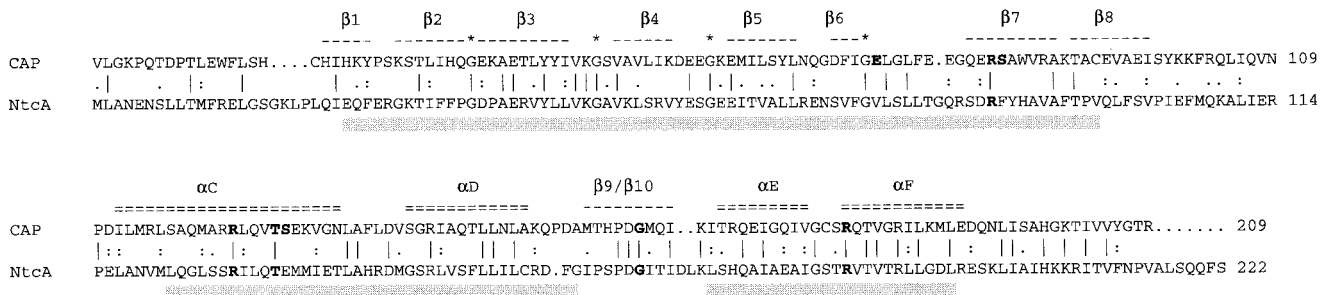 β1 β2 β3 β4 β5 β6 β7 β8
CAP VLGKPQTDPTLEWFLSH....CHIHKYPSKSTLIHQGEKAETLYYIVKGSVAVLIKDEEGKEMILSYLNQGDFIGELGLFE.EGQERSAWVRAKTACEVAEISYKKFRQLIQVN 109
NtcA MLANENSLLTMFRELGSGKLPLQIEQFERGKTIFFPGDPAERVYLLVKGAVKLSRVYESGEEITVALLRENSVFGVLSLLTGQRSDRFYHAVAFTPVQLFSVPIEFMQKALIER 114
αC αD β9/β10 αE αF
CAP PDILMRLSAQMARRLQVTSEKVGNLAFLDVSGRIAQTLLNLAKQPDAMTHPDGMQI..KITRQEIGQIVGCSRQTVGRILKMLEDQNLISAHGKTIVVYGTR....... 209
NtcA PELANVMLQGLSSRILQTEMMIETLAHRDMGSRLVSFLLILCRD.FGIPSPDGITIDLKLSHQAIAEAIGSTRVTVTRLLGDLRESKLIAIHKKRITVFNPVALSQQFS 222